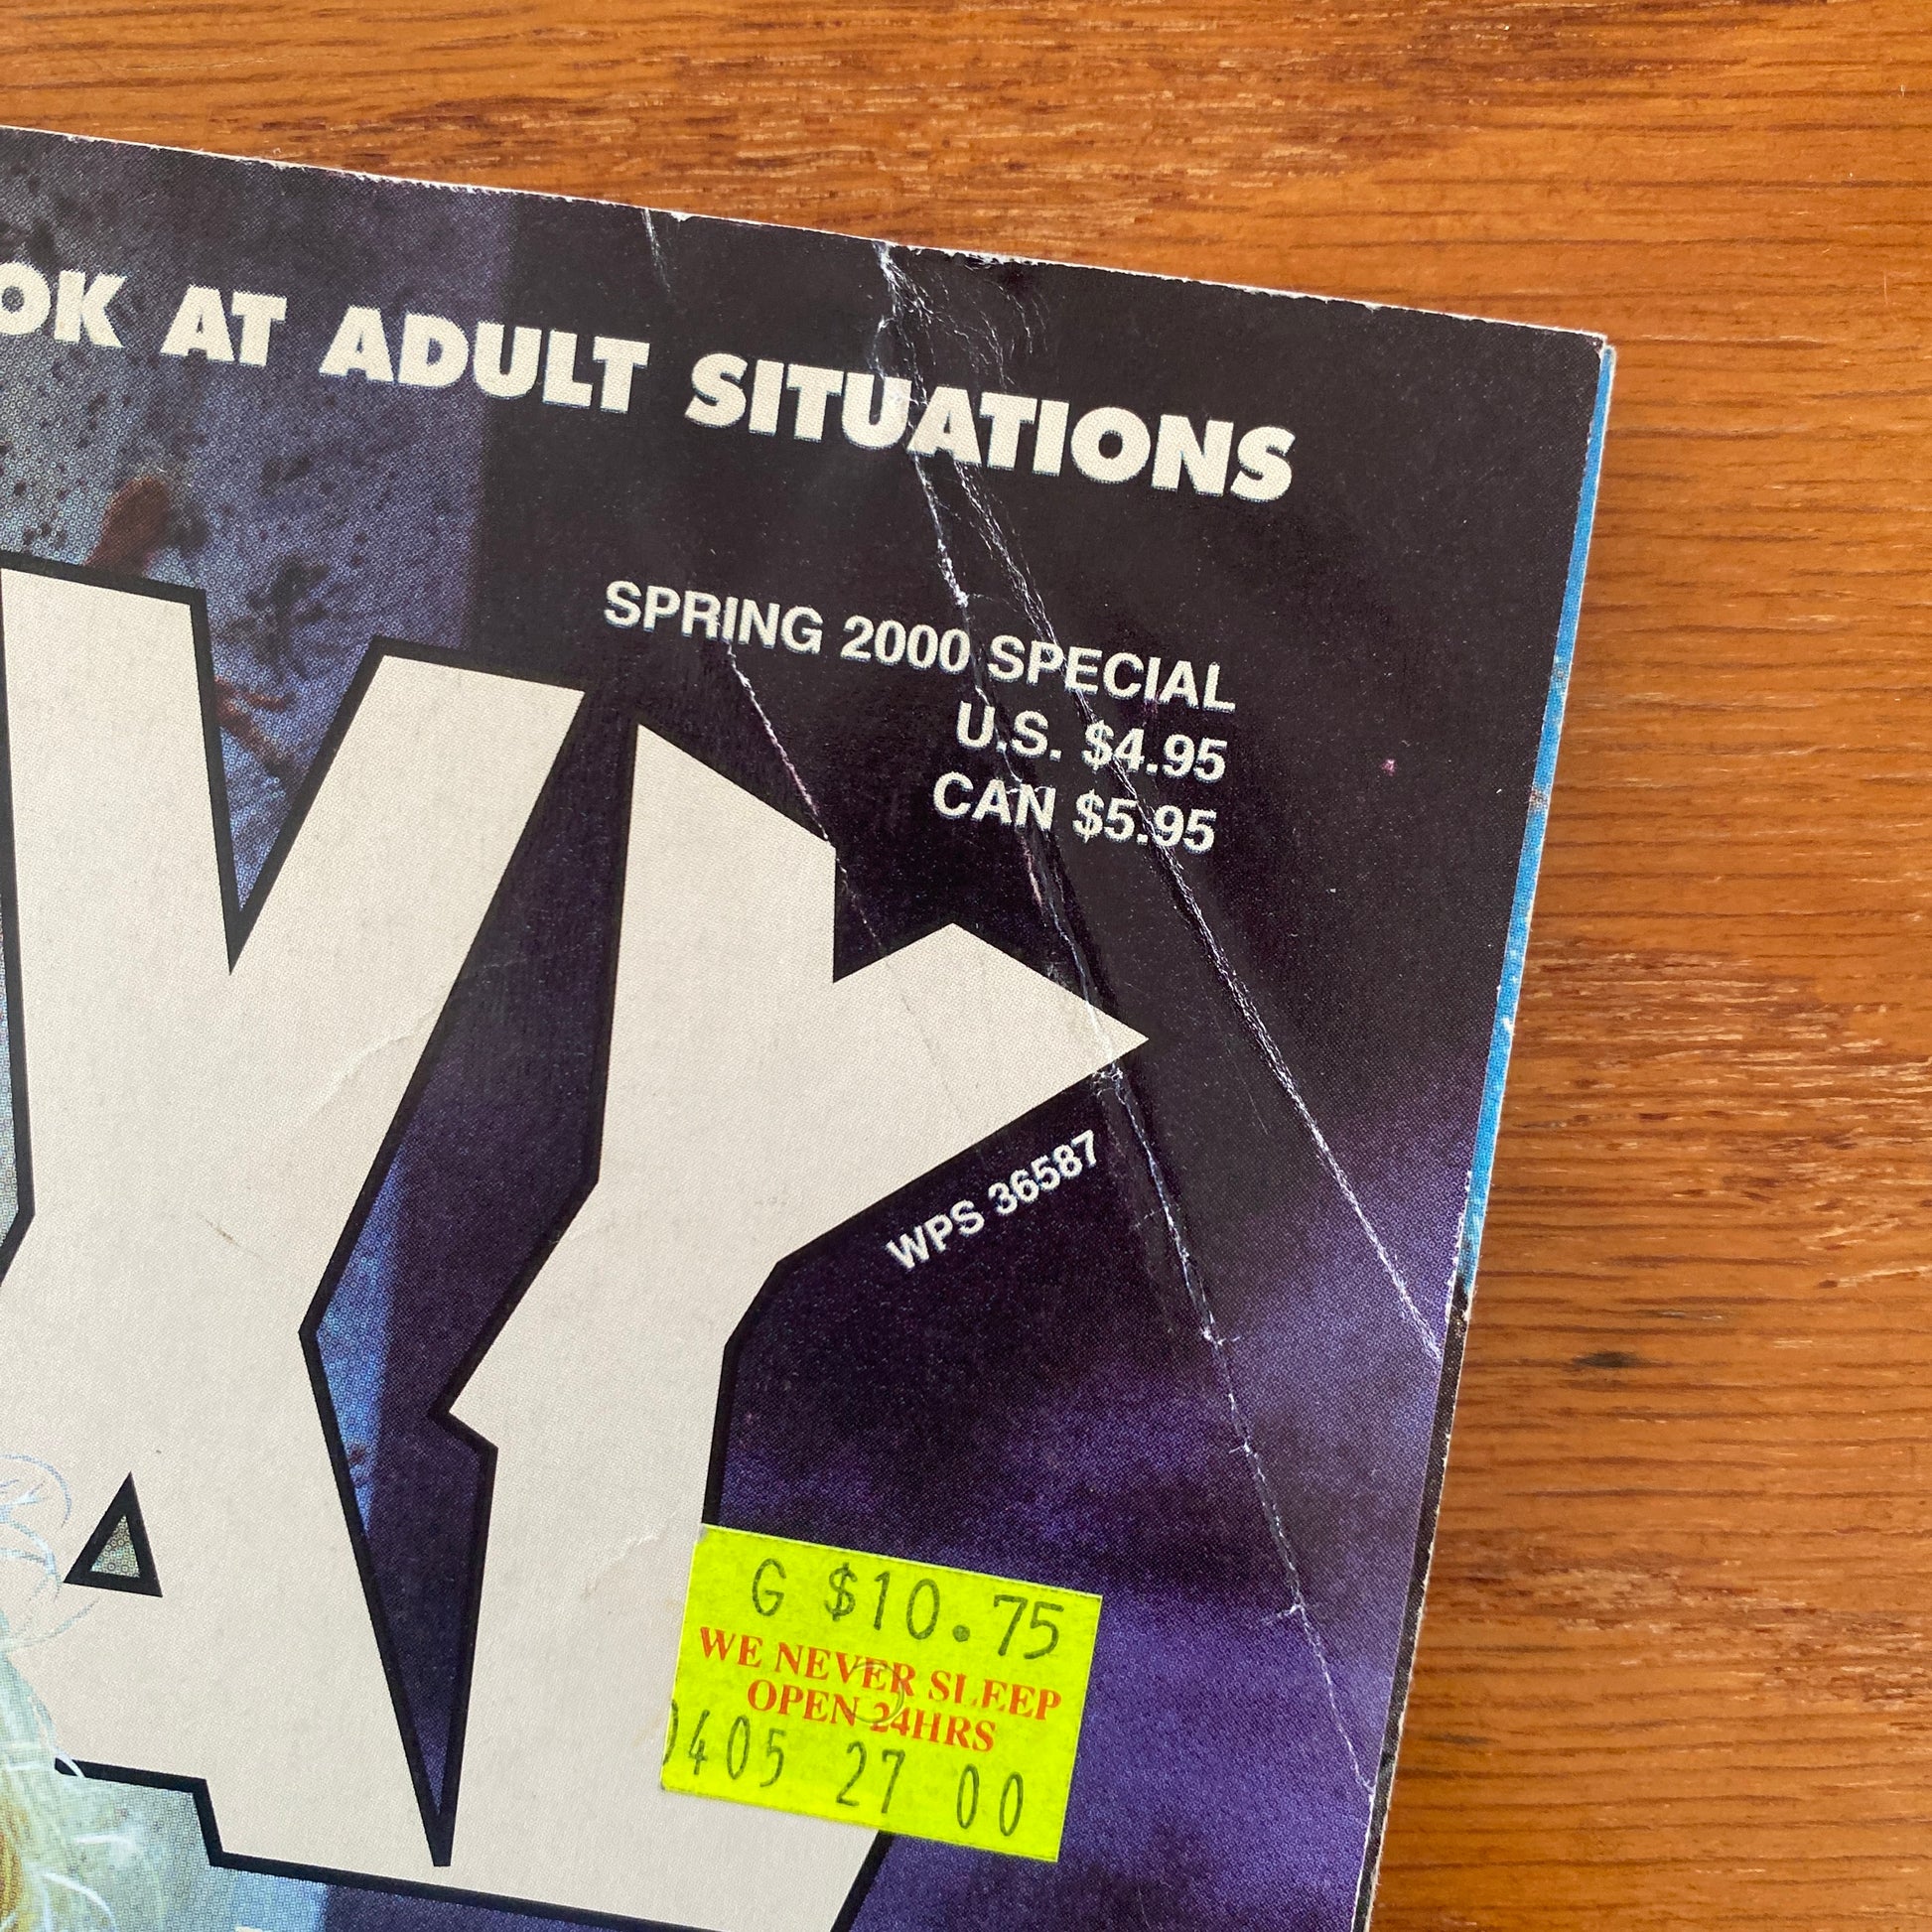 OK AT ADULT SITUATIONS
SPRING 2000 SPECIAL
U.S. $4.95
CAN $5.95
WPS 36587
G $10.75
WE NEVER SLEEP
OPEN 24HRS
0405 27 00